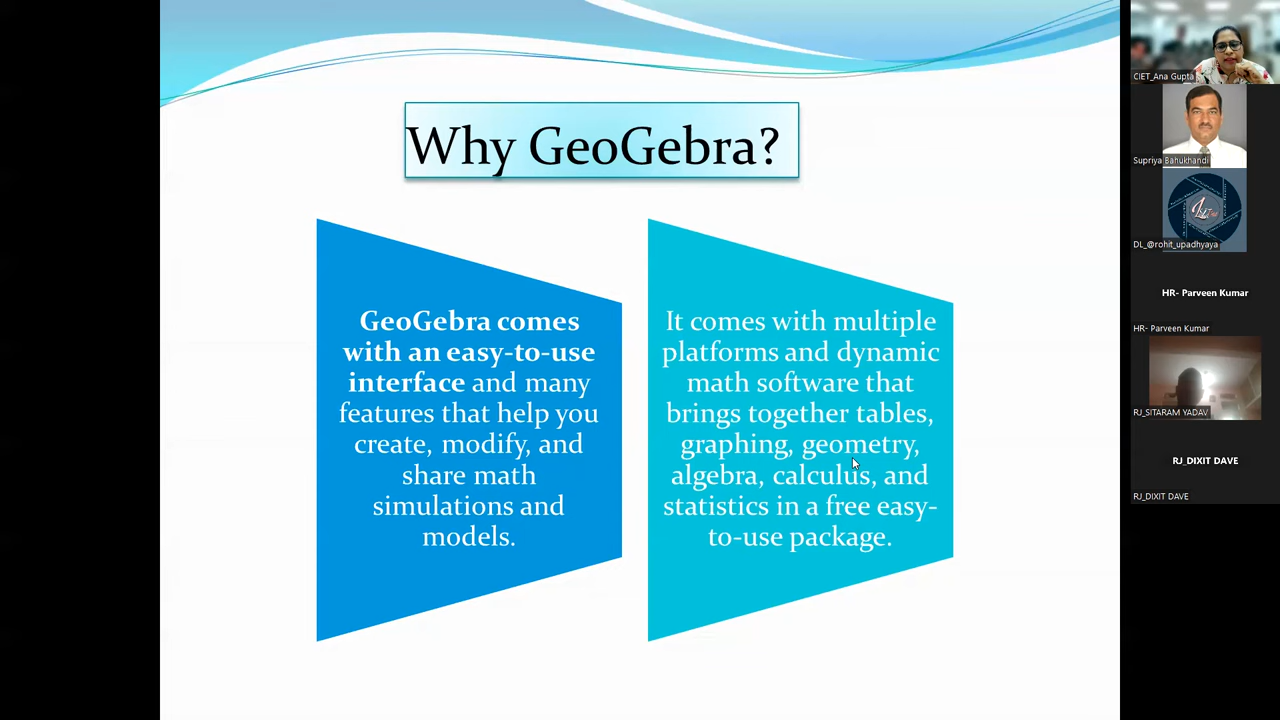 Why GeoGebra?
GeoGebra comes
with an easy-to-use
interface and many
features that help you
create, modify, and
share math
simulations and
models.
It comes with multiple
platforms and dynamic
math software that
brings together tables,
graphing, geometry,
algebra, calculus, and
statistics in a free easy-
to-use package.
CIET_Ana Gupta
Supriya Bahukhandi
DL_@rohit_upadhyaya
HR- Parveen Kumar
HR- Parveen Kumar
RJ_SITARAM YADAV
RJ_DIXIT DAVE
RJ_DIXIT DAVE